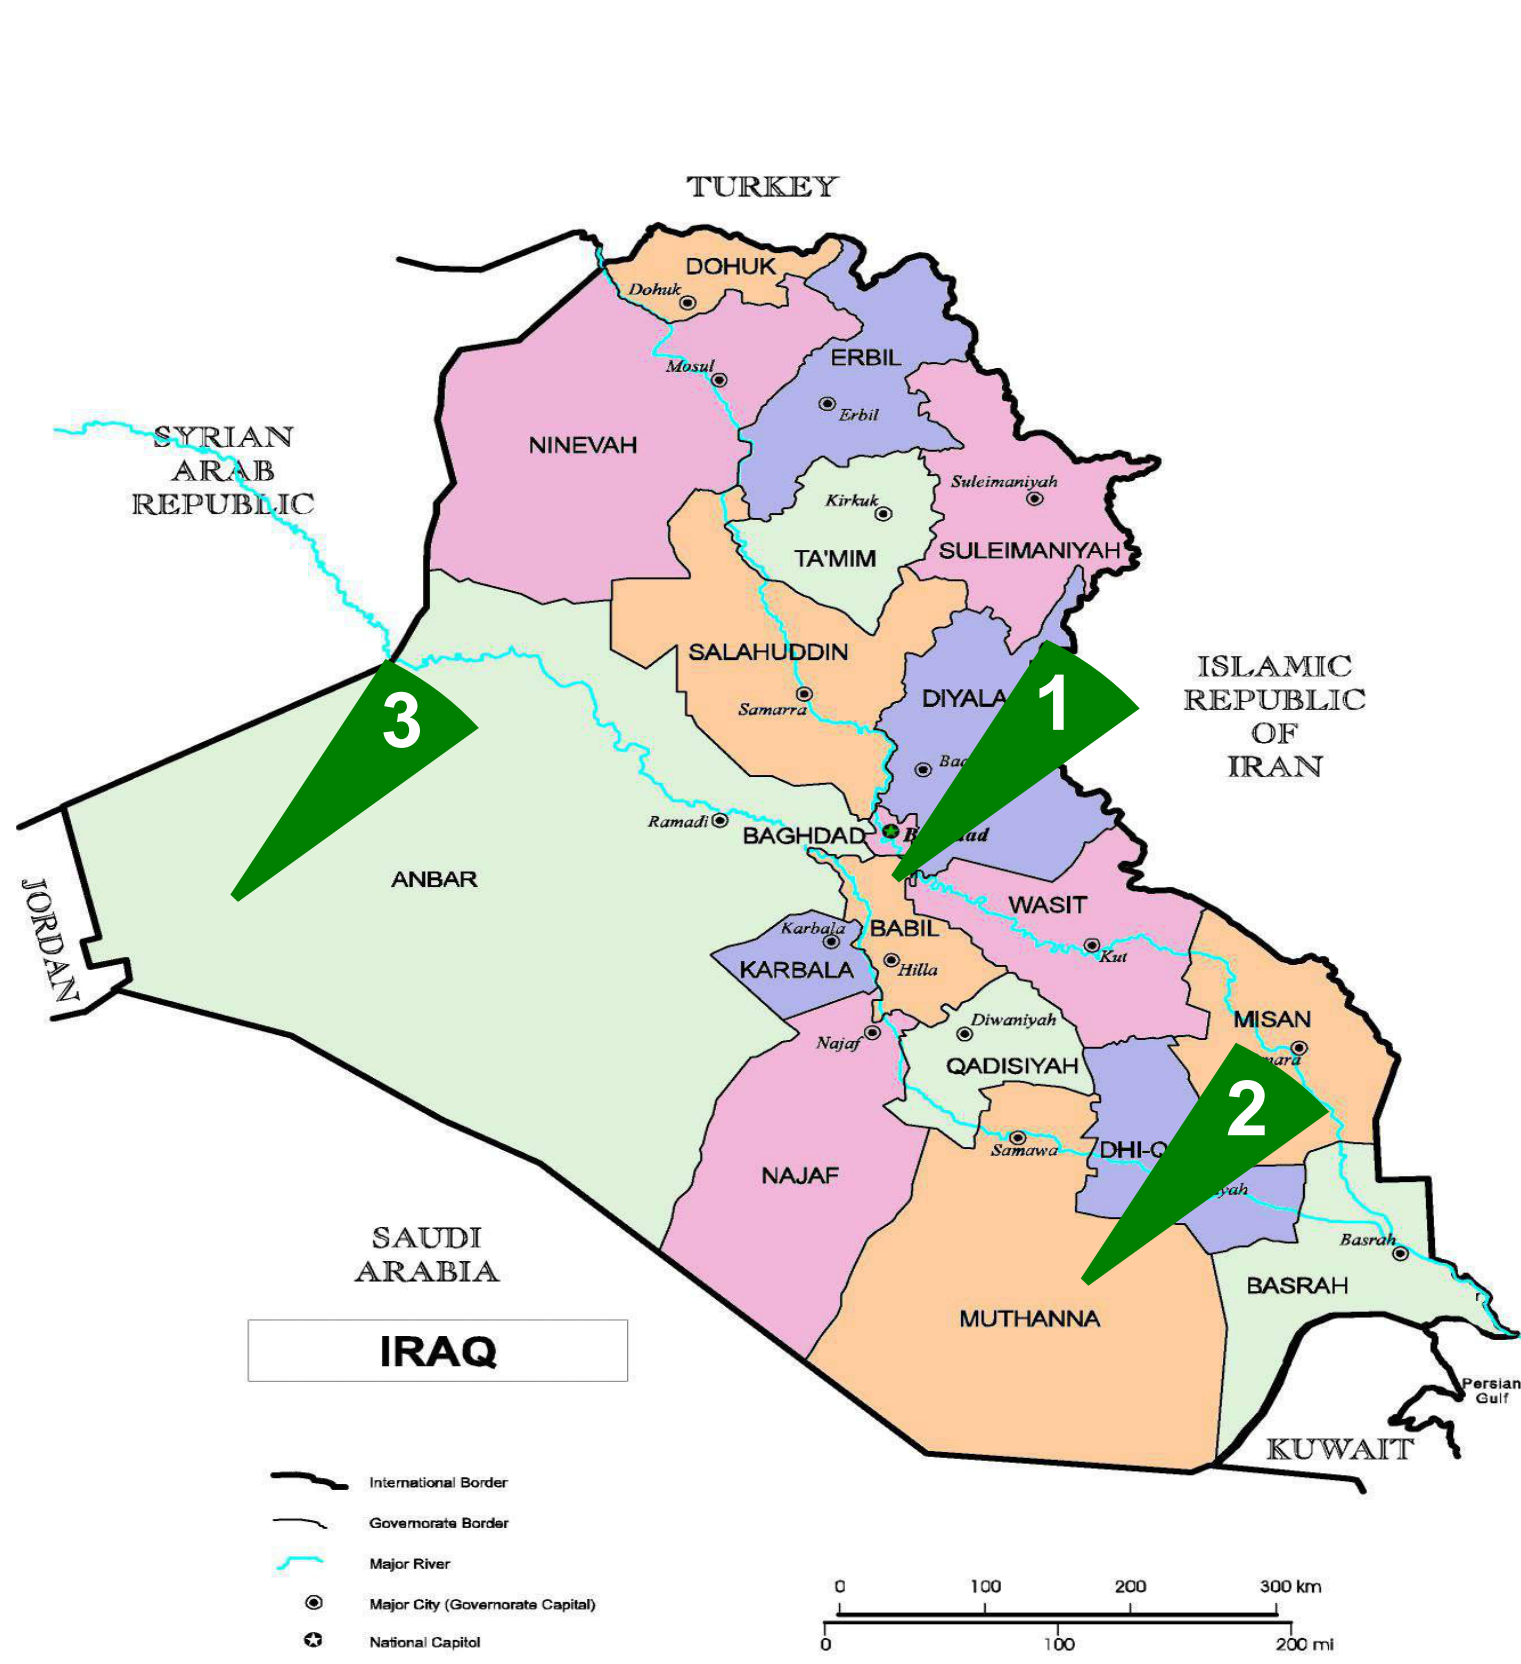 TURKEY
DOHUK
Dohuk
ERBIL
Mosul
Erbil
SYRIAN
ARAB
REPUBLIC
NINEVAH
Suleimaniyah
Kirkuk
SULEIMANIYAH
TA'MIM
SALAHUDDIN
ISLAMIC
REPUBLIC
OF
IRAN
DIYALA
1
3
Samarra
Ramadi
BAGHDAD
JORDAN
ANBAR
WASIT
Karbala
BABIL
Kut
KARBALA
Hilla
MISAN
Diwaniyah
Najaf
QADISIYAH
2
Samawa
DHI-Q
NAJAF
SAUDI
ARABIA
Basrah
BASRAH
MUTHANNA
IRAQ
Persian
Gulf
KUWAIT
International Border
Governorate Border
Major River
Major City (Governorate Capital)
National Capitol
0 100 200 300 km
0 100 200 mi